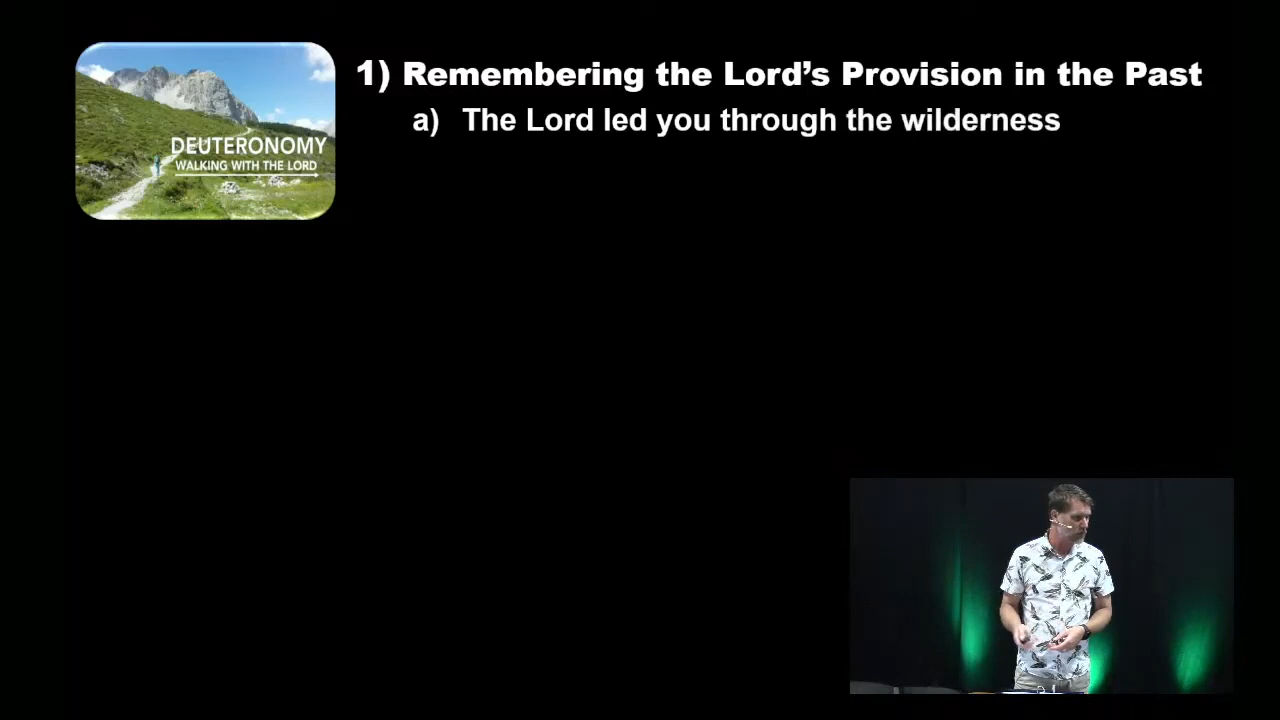 DEUTERONOMY
WALKING WITH THE LORD
1) Remembering the Lord’s Provision in the Past
a) The Lord led you through the wilderness